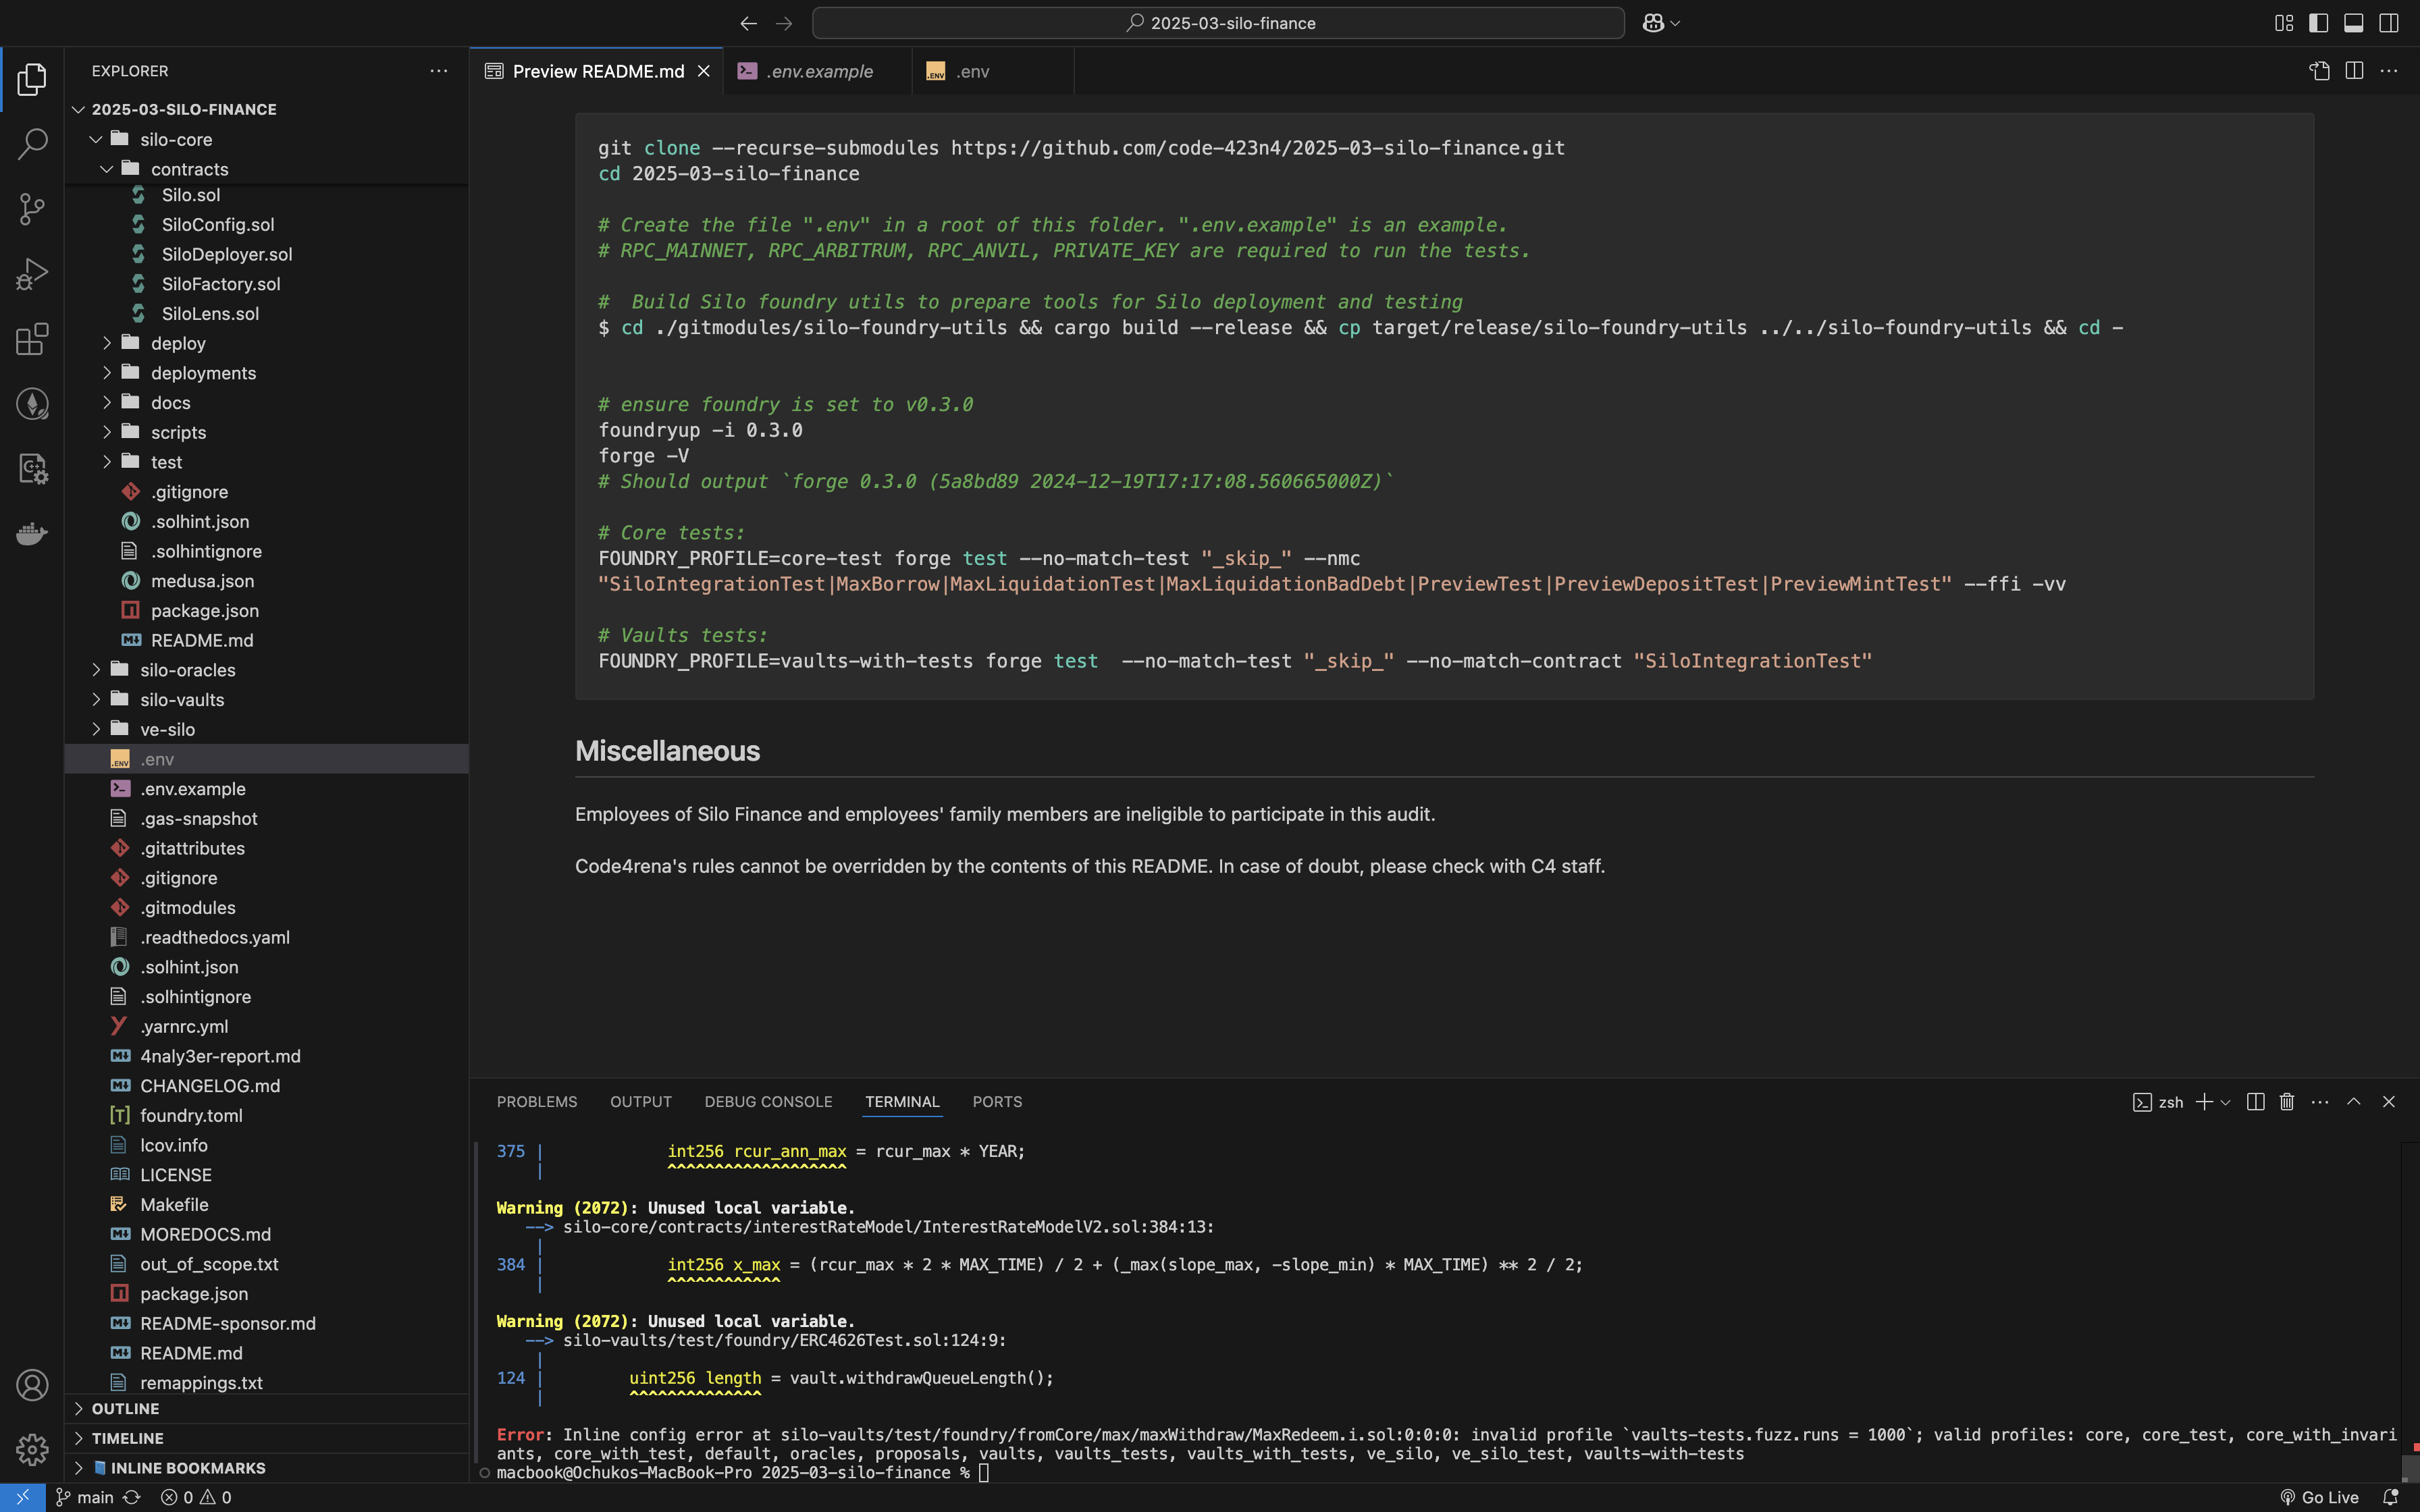 2025-03-silo-finance
EXPLORER
Preview README.md
.env.example
.env
2025-03-SILO-FINANCE
silo-core
contracts
Silo.sol
SiloConfig.sol
SiloDeployer.sol
SiloFactory.sol
SiloLens.sol
deploy
deployments
docs
scripts
test
.gitignore
.solhint.json
.solhintignore
medusa.json
package.json
README.md
silo-oracles
silo-vaults
ve-silo
.env
.env.example
.gas-snapshot
.gitattributes
.gitignore
.gitmodules
.readthedocs.yaml
.solhint.json
.solhintignore
.yarnrc.yml
4naly3er-report.md
CHANGELOG.md
foundry.toml
lcov.info
LICENSE
Makefile
MOREDOCS.md
out_of_scope.txt
package.json
README-sponsor.md
README.md
remappings.txt
OUTLINE
TIMELINE
INLINE BOOKMARKS
git clone --recurse-submodules https://github.com/code-423n4/2025-03-silo-finance.git
cd 2025-03-silo-finance
# Create the file ".env" in a root of this folder. ".env.example" is an example.
# RPC_MAINNET, RPC_ARBITRUM, RPC_ANVIL, PRIVATE_KEY are required to run the tests.
#  Build Silo foundry utils to prepare tools for Silo deployment and testing
$ cd ./gitmodules/silo-foundry-utils && cargo build --release && cp target/release/silo-foundry-utils ../../silo-foundry-utils && cd -
# ensure foundry is set to v0.3.0
foundryup -i 0.3.0
forge -V
# Should output `forge 0.3.0 (5a8bd89 2024-12-19T17:17:08.560665000Z)`
# Core tests:
FOUNDRY_PROFILE=core-test forge test --no-match-test "_skip_" --nmc
"SiloIntegrationTest|MaxBorrow|MaxLiquidationTest|MaxLiquidationBadDebt|PreviewTest|PreviewDepositTest|PreviewMintTest" --ffi -vv
# Vaults tests:
FOUNDRY_PROFILE=vaults-with-tests forge test  --no-match-test "_skip_" --no-match-contract "SiloIntegrationTest"
Miscellaneous
Employees of Silo Finance and employees' family members are ineligible to participate in this audit.
Code4rena's rules cannot be overridden by the contents of this README. In case of doubt, please check with C4 staff.
PROBLEMS OUTPUT DEBUG CONSOLE TERMINAL PORTS
zsh
375 | int256 rcur_ann_max = rcur_max * YEAR;
| ^^^^^^^^^^^^^^^^^^^
Warning (2072): Unused local variable.
--> silo-core/contracts/interestRateModel/InterestRateModelV2.sol:384:13:
|
384 | int256 x_max = (rcur_max * 2 * MAX_TIME) / 2 + (_max(slope_max, -slope_min) * MAX_TIME) ** 2 / 2;
| ^^^^^^^^^^^^
Warning (2072): Unused local variable.
--> silo-vaults/test/foundry/ERC4626Test.sol:124:9:
|
124 | uint256 length = vault.withdrawQueueLength();
| ^^^^^^^^^^^^^^
Error: Inline config error at silo-vaults/test/foundry/fromCore/max/maxWithdraw/MaxRedeem.i.sol:0:0:0: invalid profile `vaults-tests.fuzz.runs = 1000`; valid profiles: core, core_test, core_with_invari
ants, core_with_test, default, oracles, proposals, vaults, vaults_tests, vaults_with_tests, ve_silo, ve_silo_test, vaults-with-tests
macbook@Ochukos-MacBook-Pro 2025-03-silo-finance %
main
0
0
Go Live